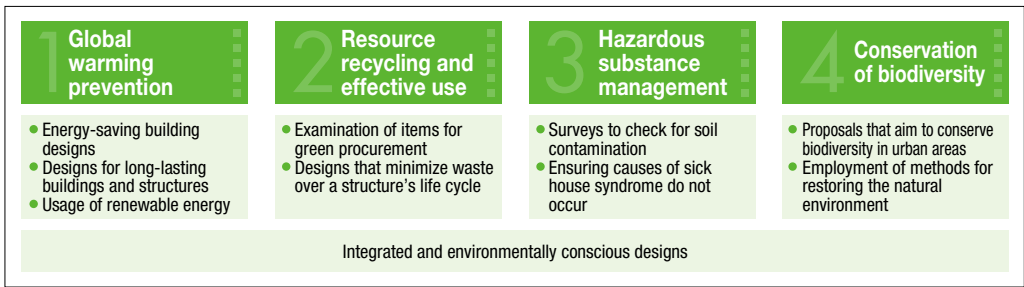 1 Global
warming
prevention
• Energy-saving building
designs
• Designs for long-lasting
buildings and structures
• Usage of renewable energy
2 Resource
recycling and
effective use
• Examination of items for
green procurement
• Designs that minimize waste
over a structure's life cycle
3 Hazardous
substance
management
• Surveys to check for soil
contamination
• Ensuring causes of sick
house syndrome do not
occur
4 Conservation
of biodiversity
• Proposals that aim to conserve
biodiversity in urban areas
• Employment of methods for
restoring the natural
environment
Integrated and environmentally conscious designs